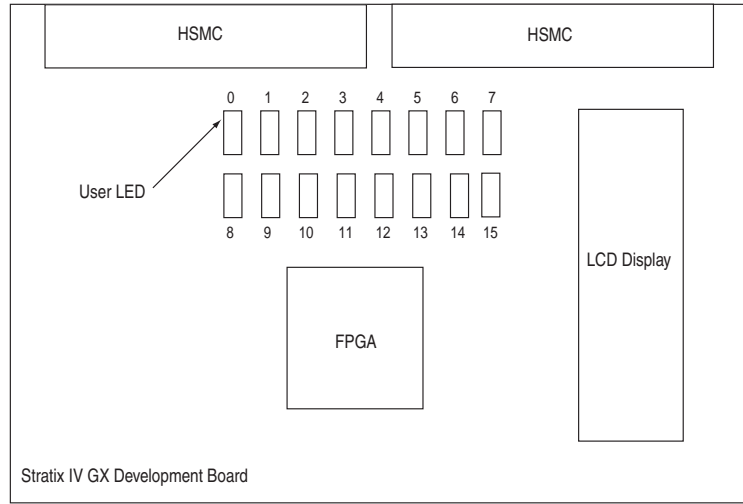 HSMC
HSMC
0 1 2 3 4 5 6 7
User LED
8 9 10 11 12 13 14 15
LCD Display
FPGA
Stratix IV GX Development Board